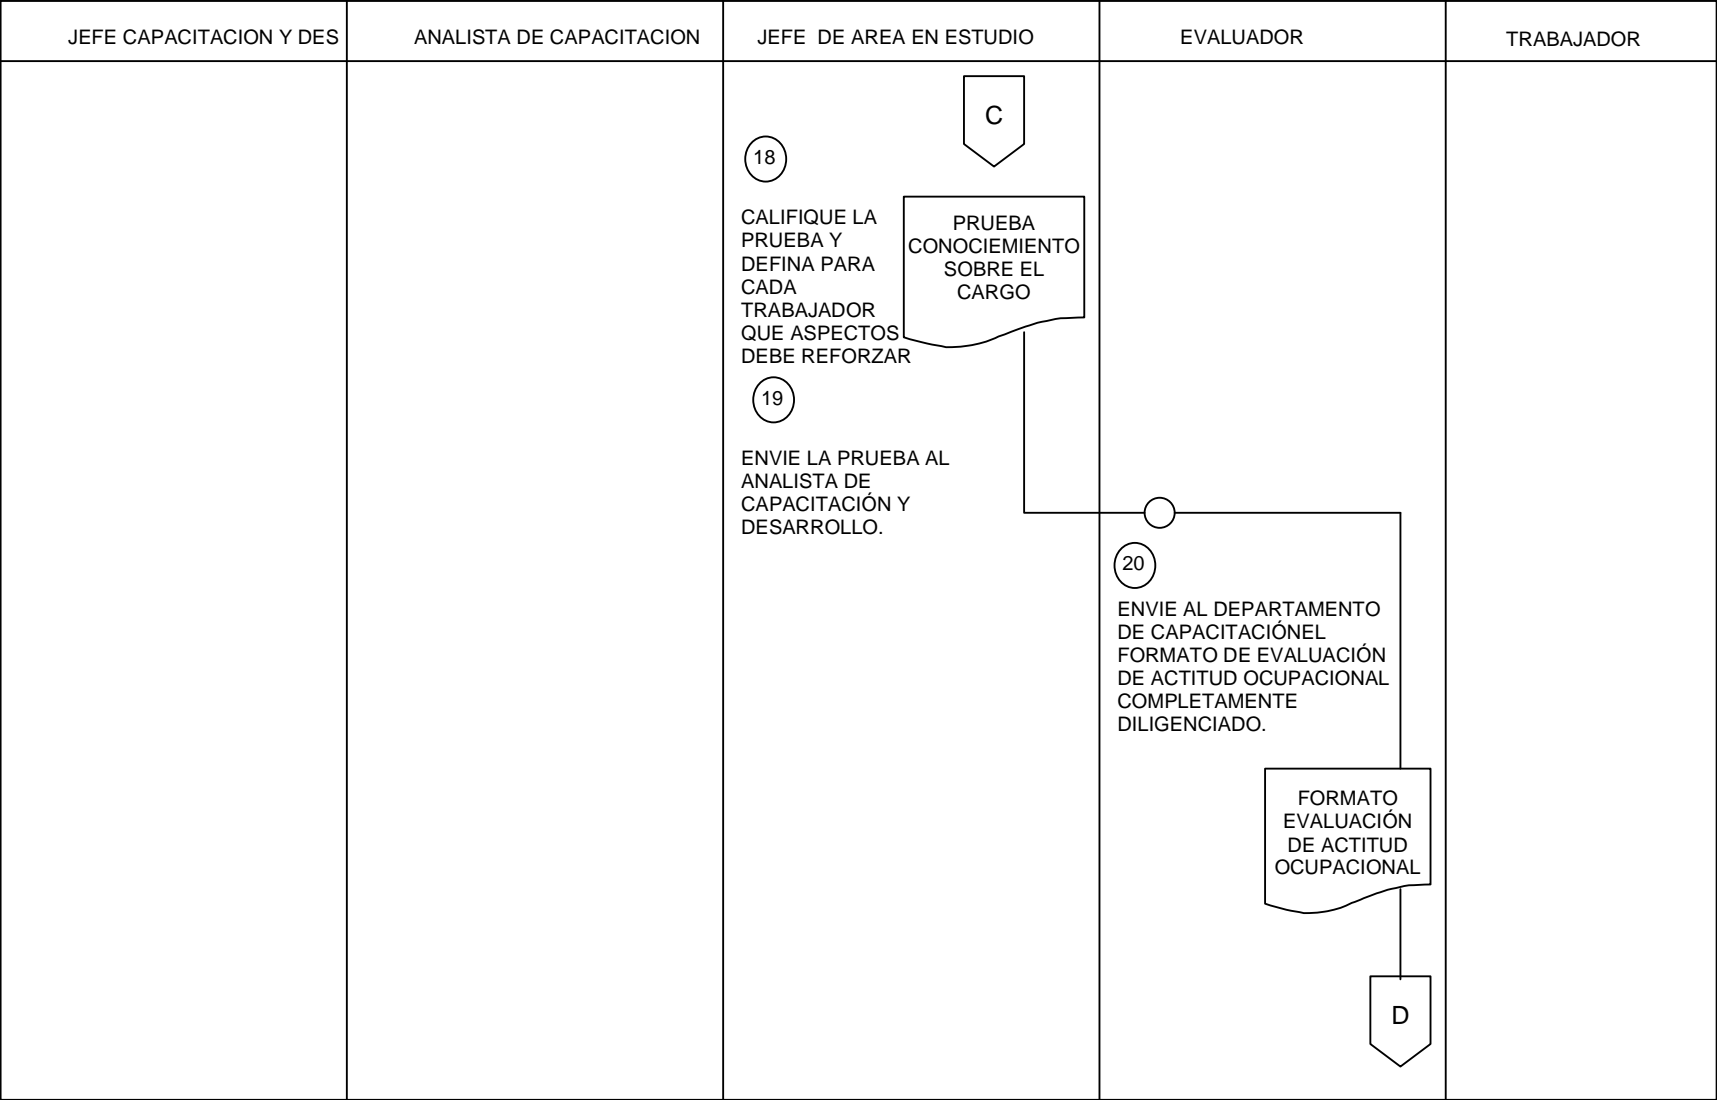 JEFE CAPACITACION Y DES
ANALISTA DE CAPACITACION
JEFE DE AREA EN ESTUDIO
EVALUADOR
TRABAJADOR
C
18
CALIFIQUE LA
PRUEBA Y
DEFINA PARA
CADA
TRABAJADOR
QUE ASPECTOS
DEBE REFORZAR
PRUEBA
CONOCIEMIENTO
SOBRE EL
CARGO
19
ENVIE LA PRUEBA AL
ANALISTA DE
CAPACITACIÓN Y
DESARROLLO.
20
ENVIE AL DEPARTAMENTO
DE CAPACITACIÓNEL
FORMATO DE EVALUACIÓN
DE ACTITUD OCUPACIONAL
COMPLETAMENTE
DILIGENCIADO.
FORMATO
EVALUACIÓN
DE ACTITUD
OCUPACIONAL
D